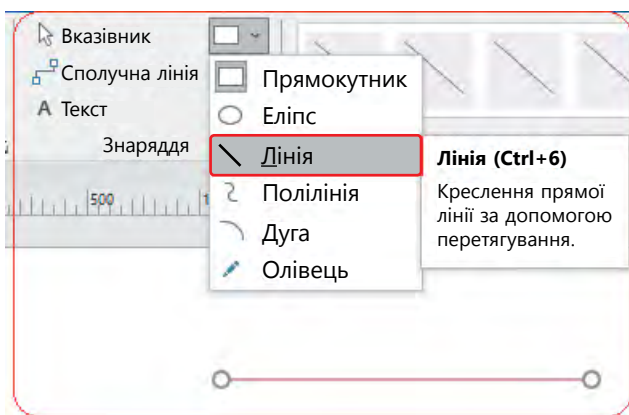 Вказівник
Сполучна лінія
A Текст
Знаряддя
500
1
Прямокутник
Еліпс
Лінія
Полілінія
Дуга
Олівець
Лінія (Ctrl+6)
Креслення прямої
лінії за допомогою
перетягування.